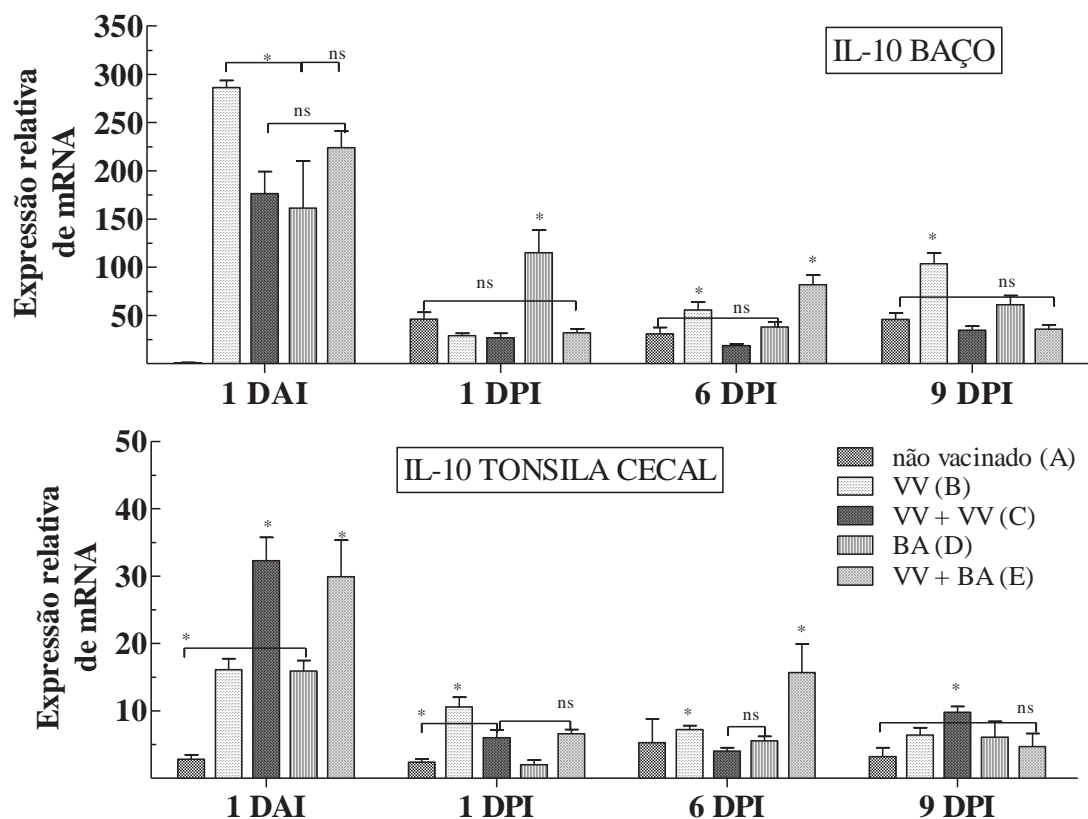 350
300
250
200
150
100
50
Expressão relativa
de mRNA
IL-10 BAÇO
* ns
ns
ns *
* ns *
* ns
1 DAI 1 DPI 6 DPI 9 DPI
50
40
30
20
10
Expressão relativa
de mRNA
IL-10 TONSILA CECAL
não vacinado (A)
VV (B)
VV + VV (C)
BA (D)
VV + BA (E)
* * *
* * ns
* ns *
* ns
1 DAI 1 DPI 6 DPI 9 DPI